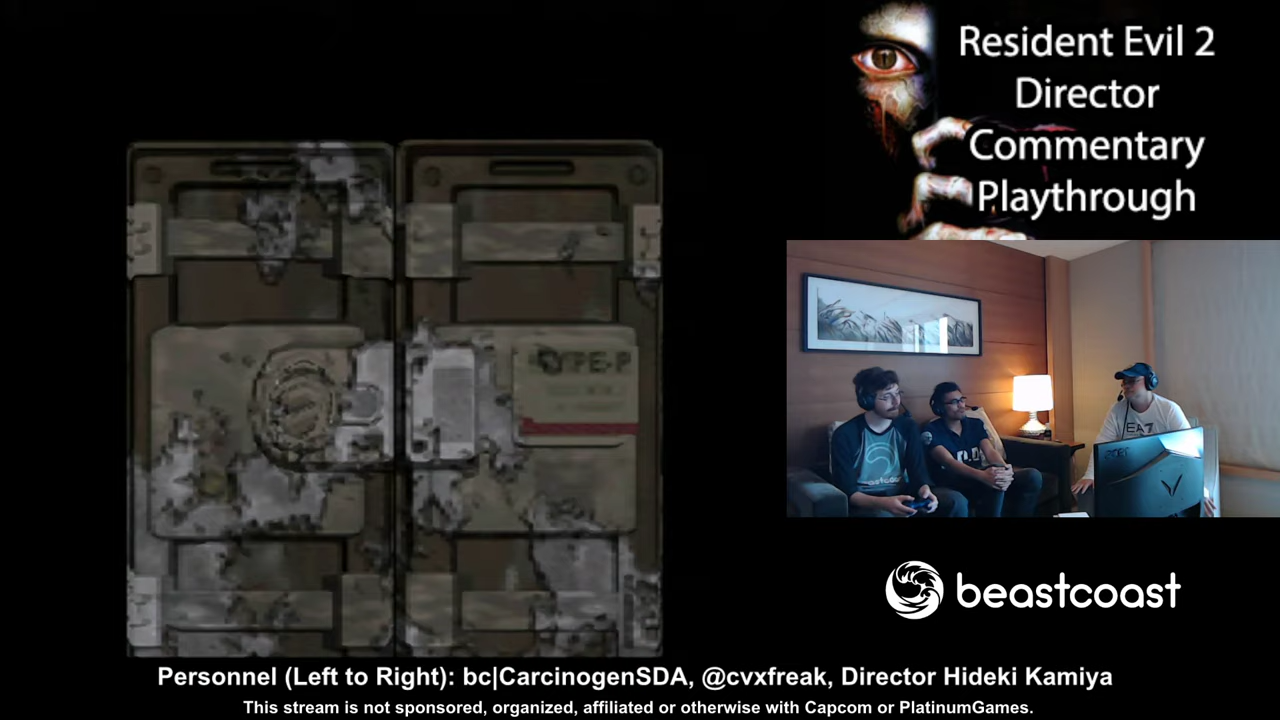 Resident Evil 2
Director
Commentary
Playthrough
acer
beastcoast
Personnel (Left to Right): bc|CarcinogenSDA, @cvxfreak, Director Hideki Kamiya
This stream is not sponsored, organized, affiliated or otherwise with Capcom or PlatinumGames.